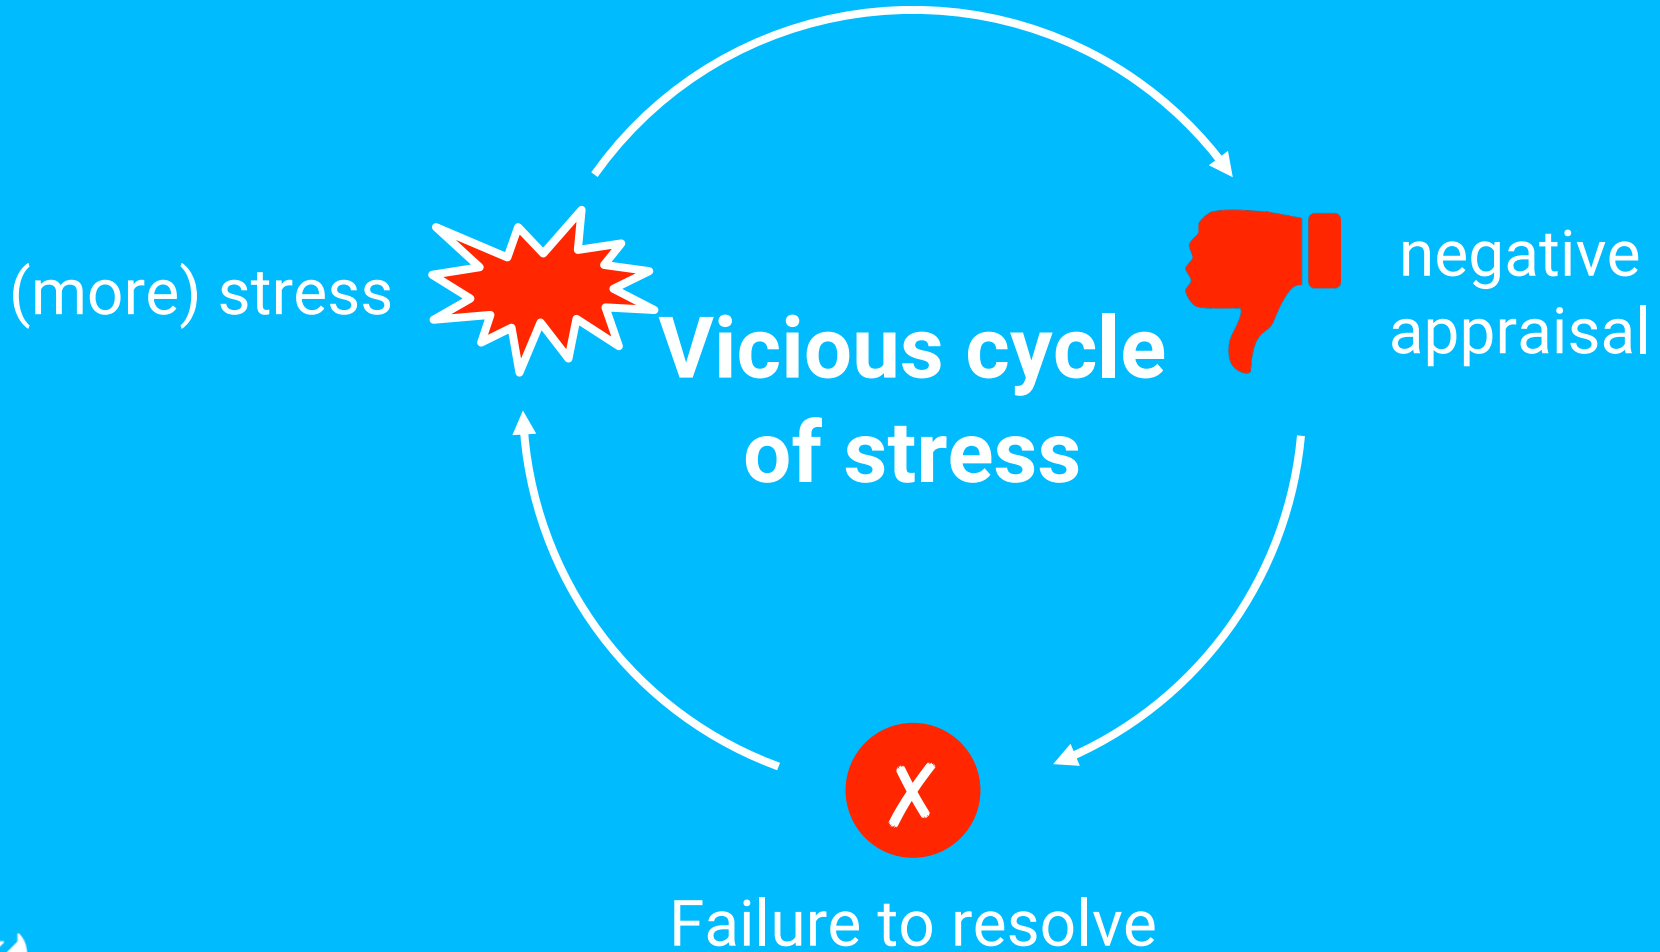 (more) stress
Vicious cycle
of stress
negative
appraisal
✗
Failure to resolve